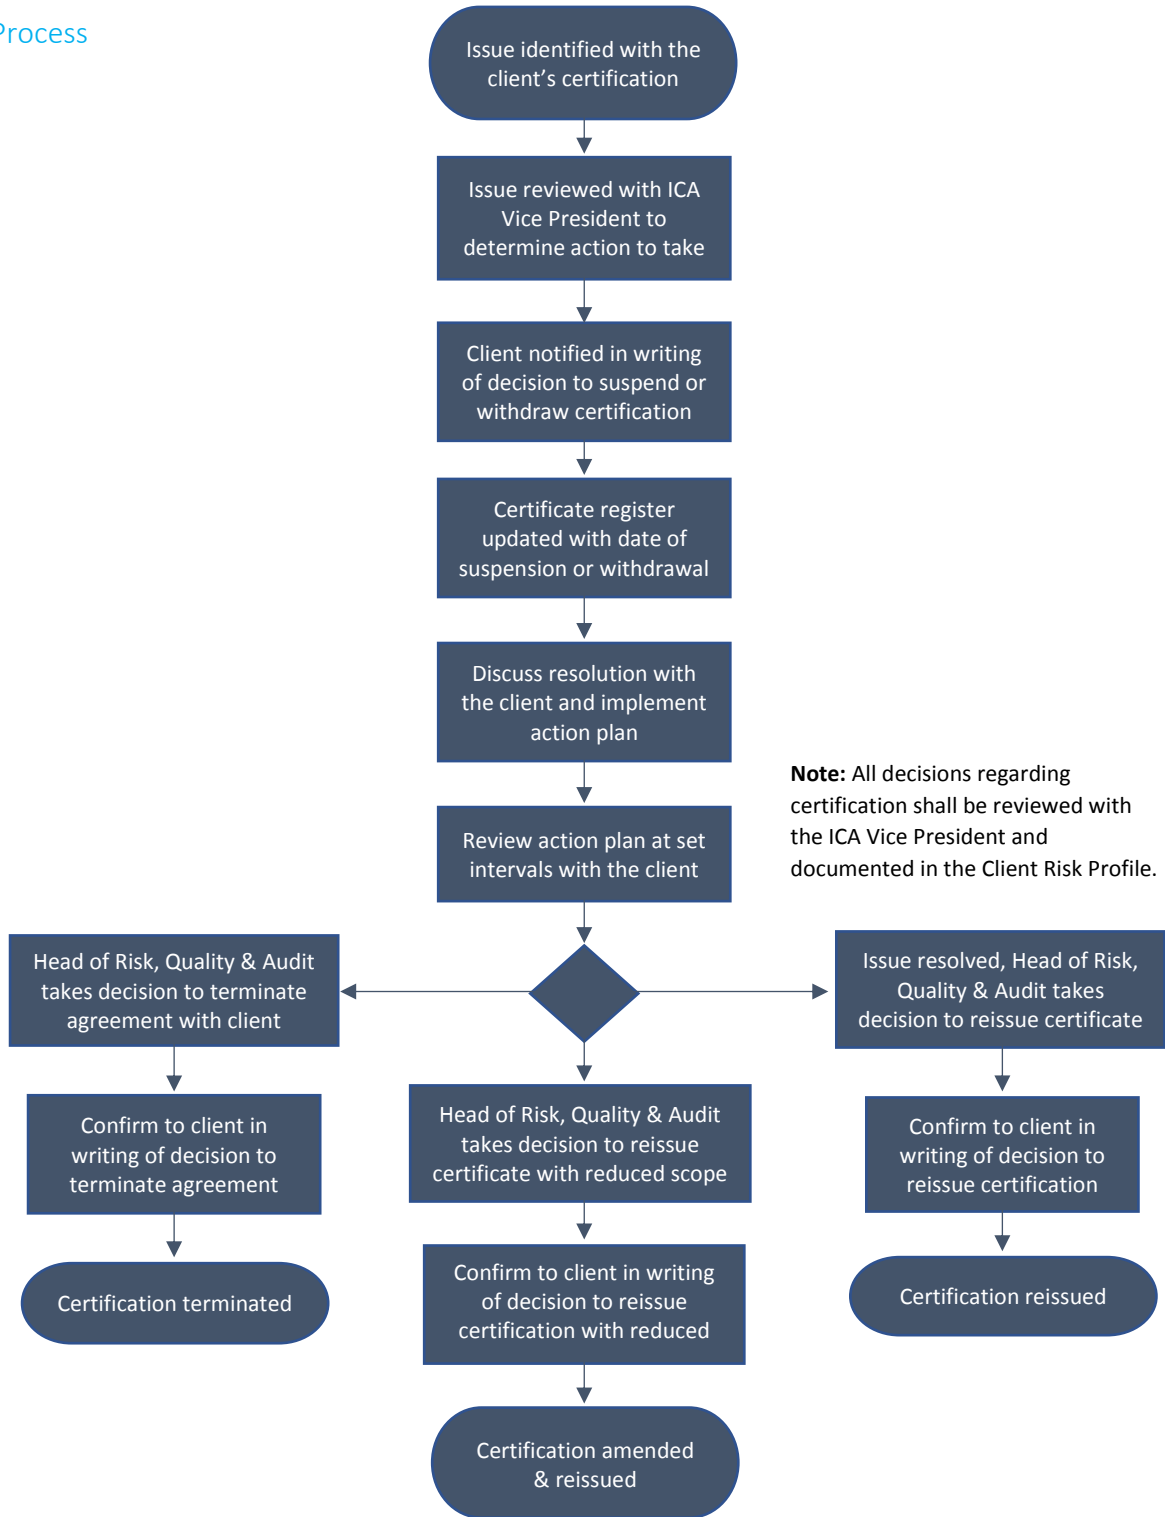 Process
Issue identified with the
client's certification
Issue reviewed with ICA
Vice President to
determine action to take
Client notified in writing
of decision to suspend or
withdraw certification
Certificate register
updated with date of
suspension or withdrawal
Discuss resolution with
the client and implement
action plan
Note: All decisions regarding
certification shall be reviewed with
the ICA Vice President and
documented in the Client Risk Profile.
Review action plan at set
intervals with the client
Head of Risk, Quality & Audit
takes decision to terminate
agreement with client
Confirm to client in
writing of decision to
terminate agreement
Certification terminated
Head of Risk, Quality & Audit
takes decision to reissue
certificate with reduced scope
Confirm to client in writing
of decision to reissue
certification with reduced
Certification amended
& reissued
Issue resolved, Head of Risk,
Quality & Audit takes
decision to reissue certificate
Confirm to client in
writing of decision to
reissue certification
Certification reissued